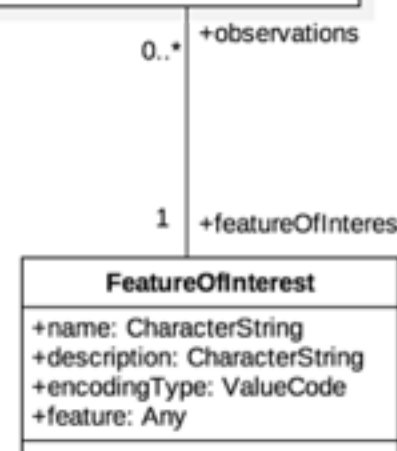 +observations
0..*
1
+featureOfInteres
FeatureOfInterest
+name: CharacterString
+description: CharacterString
+encodingType: ValueCode
+feature: Any